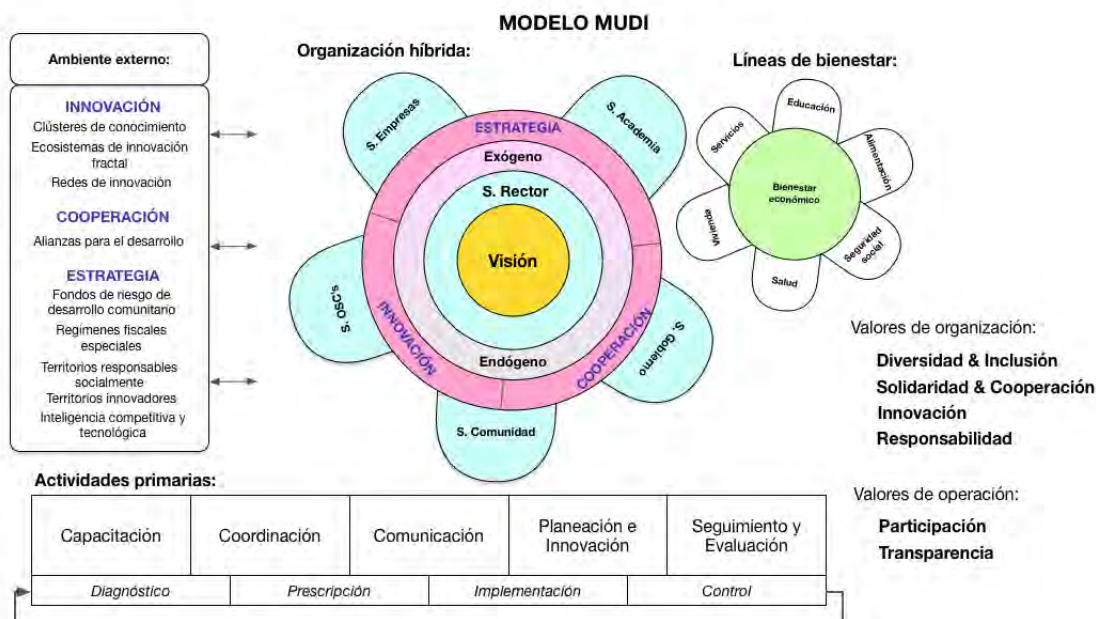 MODELO MUDI
Ambiente externo:
INNOVACIÓN
Clústeres de conocimiento
Ecosistemas de innovación
fractal
Redes de innovación
COOPERACIÓN
Alianzas para el desarrollo
ESTRATEGIA
Fondos de riesgo de
desarrollo comunitario
Regímenes fiscales
especiales
Territorios responsables
socialmente
Territorios innovadores
Inteligencia competitiva y
tecnológica
Organización híbrida:
S. Empresas
S. Academia
S. OSC's
S. Gobierno
S. Comunidad
ESTRATEGIA
INNOVACIÓN
COOPERACIÓN
Exógeno
S. Rector
Visión
Endógeno
Líneas de bienestar:
Educación
Servicios
Alimentación
Bienestar
económico
Vivienda
Seguridad
social
Salud
Valores de organización:
Diversidad & Inclusión
Solidaridad & Cooperación
Innovación
Responsabilidad
Valores de operación:
Participación
Transparencia
Actividades primarias:
Capacitación
Coordinación
Comunicación
Planeación e
Innovación
Seguimiento y
Evaluación
Diagnóstico
Prescripción
Implementación
Control